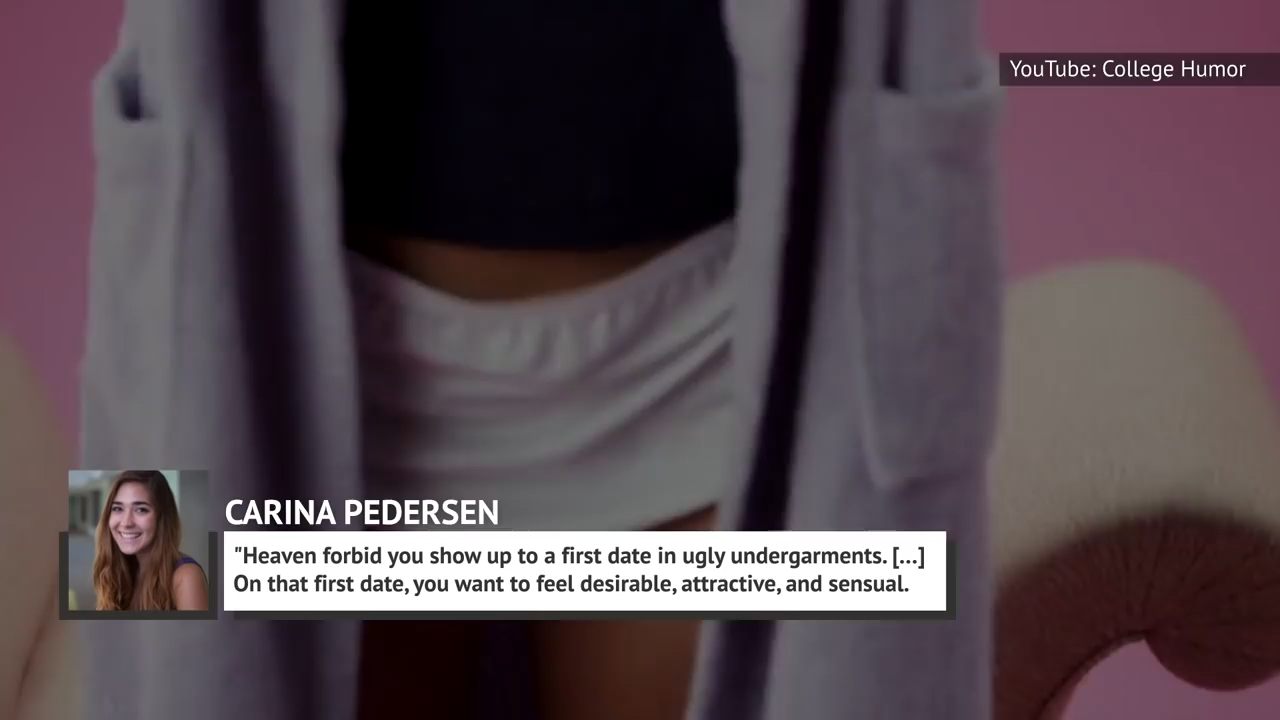 YouTube: College Humor
CARINA PEDERSEN
"Heaven forbid you show up to a first date in ugly undergarments. [...]
On that first date, you want to feel desirable, attractive, and sensual.